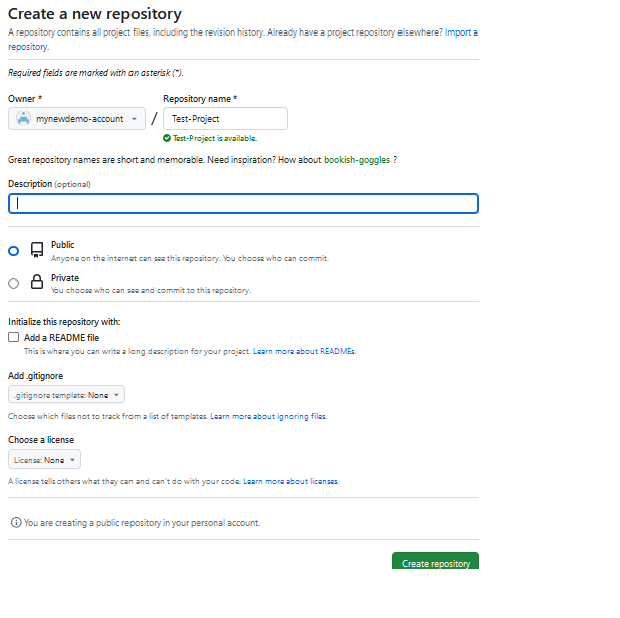 Create a new repository
A repository contains all project files, including the revision history. Already have a project repository elsewhere? Import a
repository.
Required fields are marked with an asterisk (*).
Owner * Repository name *
mynewdemo-account / Test-Project
Test-Project is available.
Great repository names are short and memorable. Need inspiration? How about bookish-goggles ?
Description (optional)
Public
Anyone on the internet can see this repository. You choose who can commit.
Private
You choose who can see and commit to this repository.
Initialize this repository with:
Add a README file
This is where you can write a long description for your project. Learn more about READMEs.
Add .gitignore
.gitignore template: None
Choose which files not to track from a list of templates. Learn more about ignoring files.
Choose a license
License: None
A license tells others what they can and can't do with your code. Learn more about licenses.
You are creating a public repository in your personal account.
Create repository